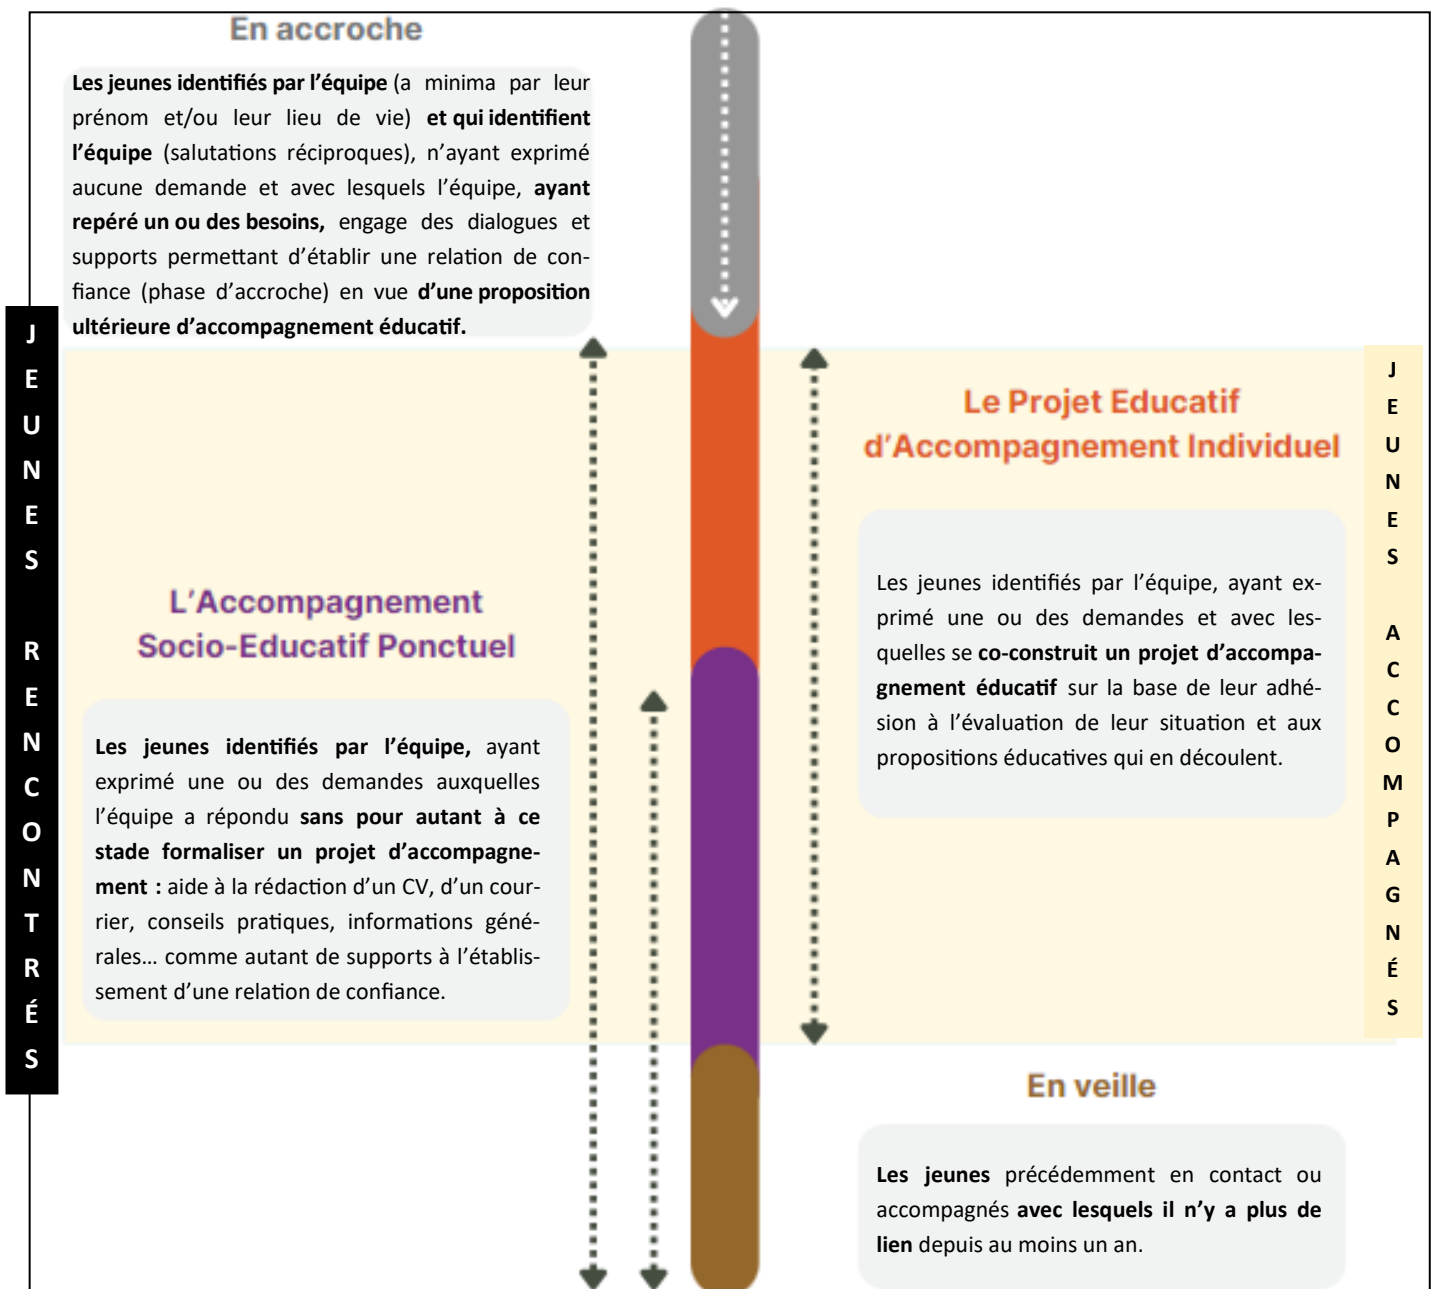 En accroche
Les jeunes identifiés par l'équipe (a minima par leur
prénom et/ou leur lieu de vie) et qui identifient
l'équipe (salutations réciproques), n'ayant exprimé
aucune demande et avec lesquels l'équipe, ayant
repéré un ou des besoins, engage des dialogues et
supports permettant d'établir une relation de con-
fiance (phase d'accroche) en vue d'une proposition
ultérieure d'accompagnement éducatif.
JEUNES RENCONTRÉS
L'Accompagnement
Socio-Educatif Ponctuel
Les jeunes identifiés par l'équipe, ayant
exprimé une ou des demandes auxquelles
l'équipe a répondu sans pour autant à ce
stade formaliser un projet d'accompagne-
ment : aide à la rédaction d'un CV, d'un cour-
rier, conseils pratiques, informations géné-
rales... comme autant de supports à l'établis-
sement d'une relation de confiance.
Le Projet Educatif
d'Accompagnement Individuel
Les jeunes identifiés par l'équipe, ayant ex-
primé une ou des demandes et avec les-
quelles se co-construit un projet d'accompa-
gnement éducatif sur la base de leur adhé-
sion à l'évaluation de leur situation et aux
propositions éducatives qui en découlent.
JEUNES ACCOMPAGNÉS
En veille
Les jeunes précédemment en contact ou
accompagnés avec lesquels il n'y a plus de
lien depuis au moins un an.